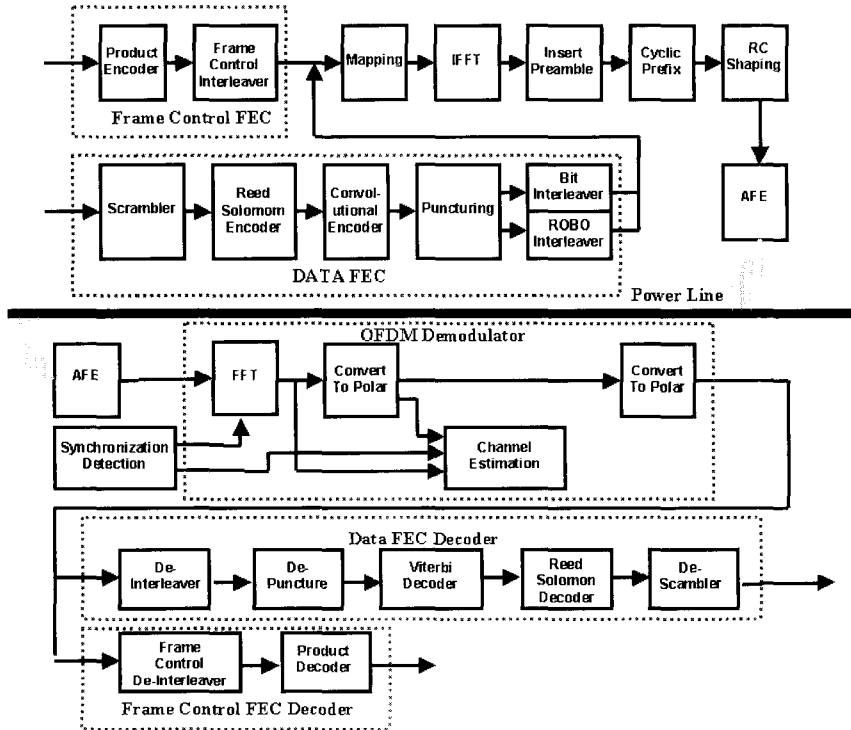 Product
Encoder
Frame
Control
Interleaver
Mapping
IFFT
Insert
Preamble
Cyclic
Prefix
RC
Shaping
Frame Control FEC
AFE
Scrambler
Reed
Solomom
Encoder
Convol-
utional
Encoder
Puncturing
Bit
Interleaver
ROBO
Interleaver
DATA FEC
Power Line
OFDM Demodulator
AFE
FFT
Convert
To Polar
Convert
To Polar
Synchronization
Detection
Channel
Estimation
Data FEC Decoder
De-
Interleaver
De-
Puncture
Viterbi
Decoder
Reed
Solomon
Decoder
De-
Scambler
Frame
Control
De-Interleaver
Product
Decoder
Frame Control FEC Decoder